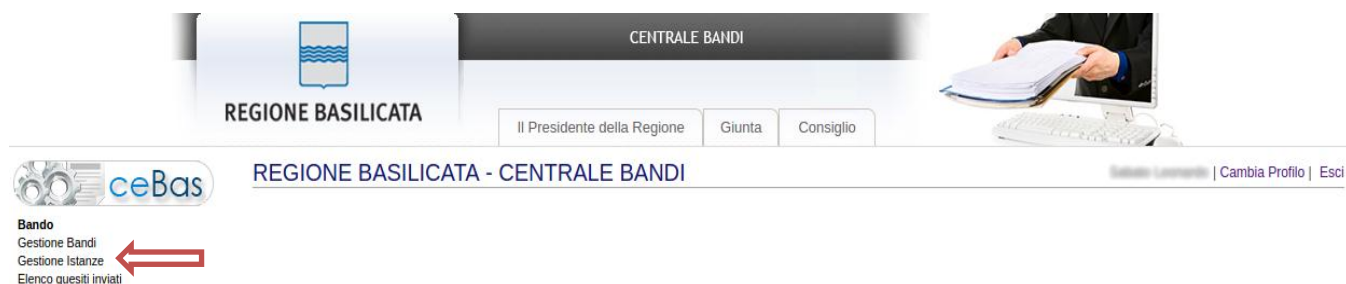 CENTRALE BANDI
REGIONE BASILICATA
Il Presidente della Regione
Giunta
Consiglio
ceBas
REGIONE BASILICATA - CENTRALE BANDI
| Cambia Profilo | Esci
Bando
Gestione Bandi
Gestione Istanze
Elenco quesiti inviati